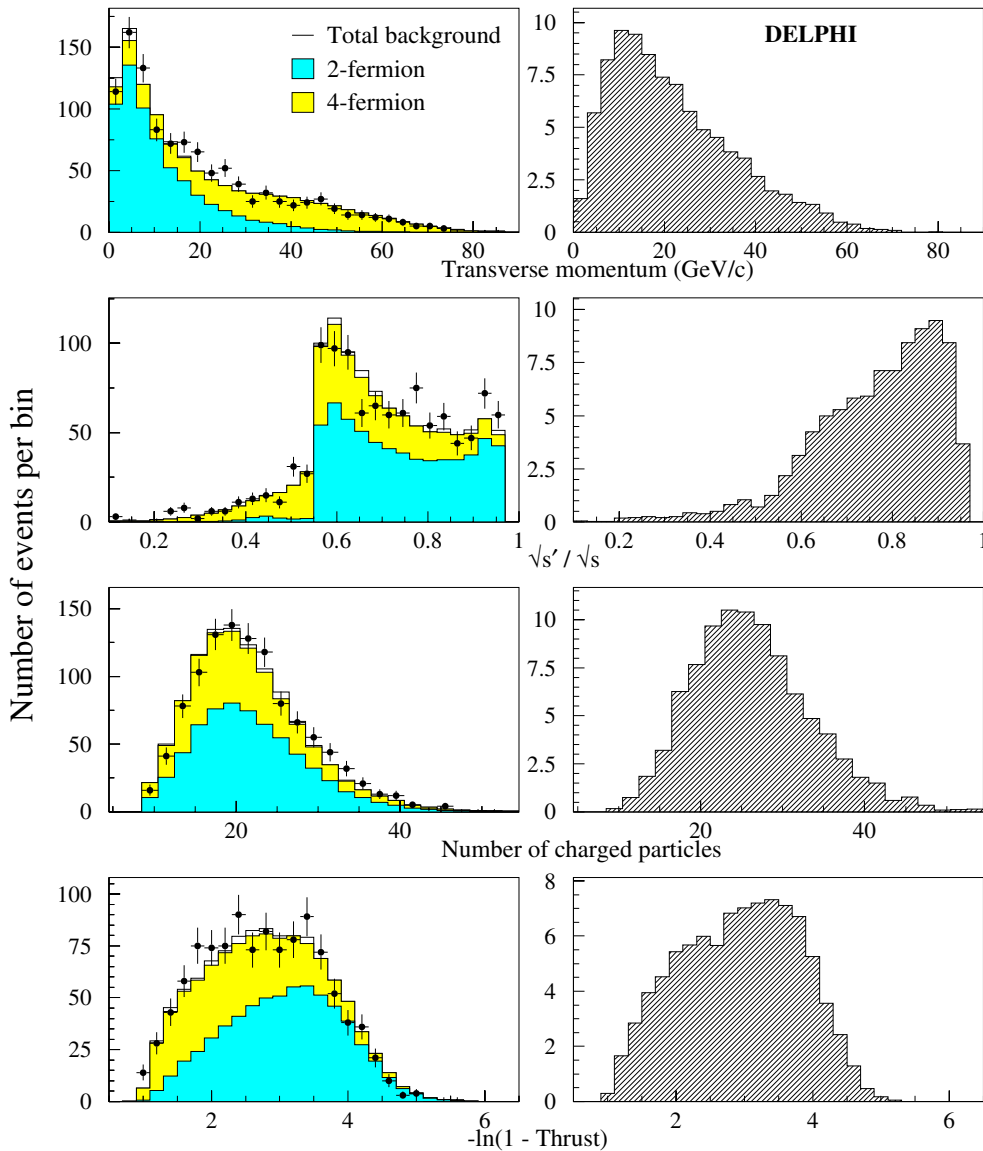 Number of events per bin
Total background
2-fermion
4-fermion
DELPHI
150
100
50
0
0 20 40 60 80
10
7.5
5
2.5
0
0 20 40 60 80
Transverse momentum (GeV/c)
100
50
0
0.2 0.4 0.6 0.8 1
10
7.5
5
2.5
0
0.2 0.4 0.6 0.8 1
√s′ / √s
150
100
50
0
20 40
10
7.5
5
2.5
0
20 40
Number of charged particles
100
75
50
25
0
2 4 6
8
6
4
2
0
2 4 6
-ln(1 - Thrust)